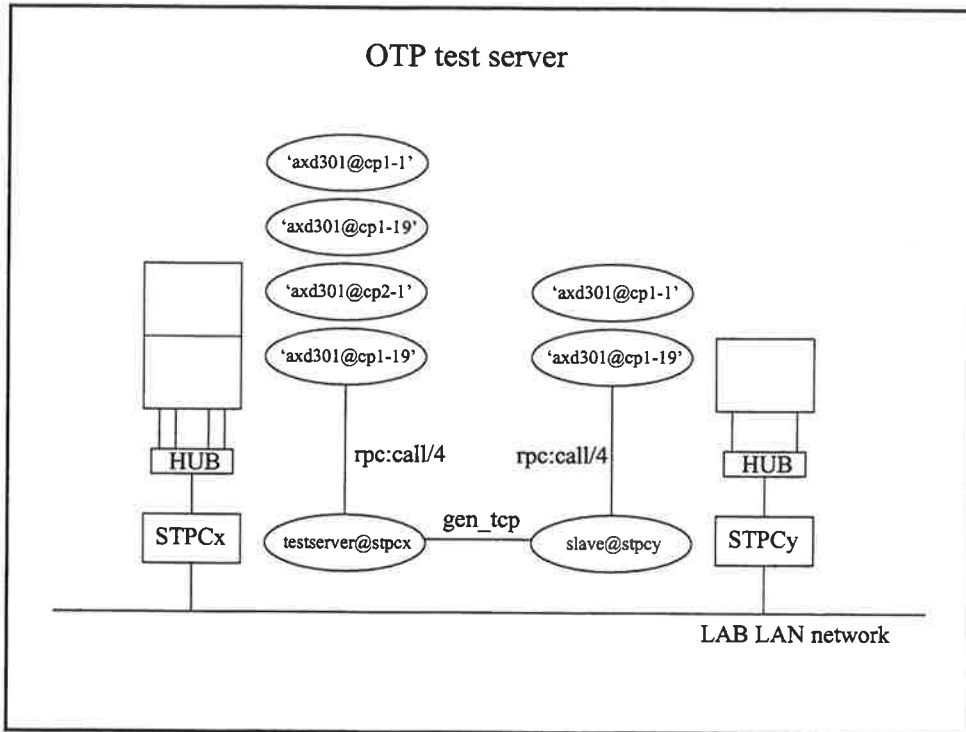 OTP test server
‘axd301@cp1-1’
‘axd301@cp1-19’
‘axd301@cp2-1’
‘axd301@cp1-19’
‘axd301@cp1-1’
‘axd301@cp1-19’
rpc:call/4
rpc:call/4
HUB
HUB
STPCx
testserver@stpcx
gen_tcp
slave@stpcy
STPCy
LAB LAN network